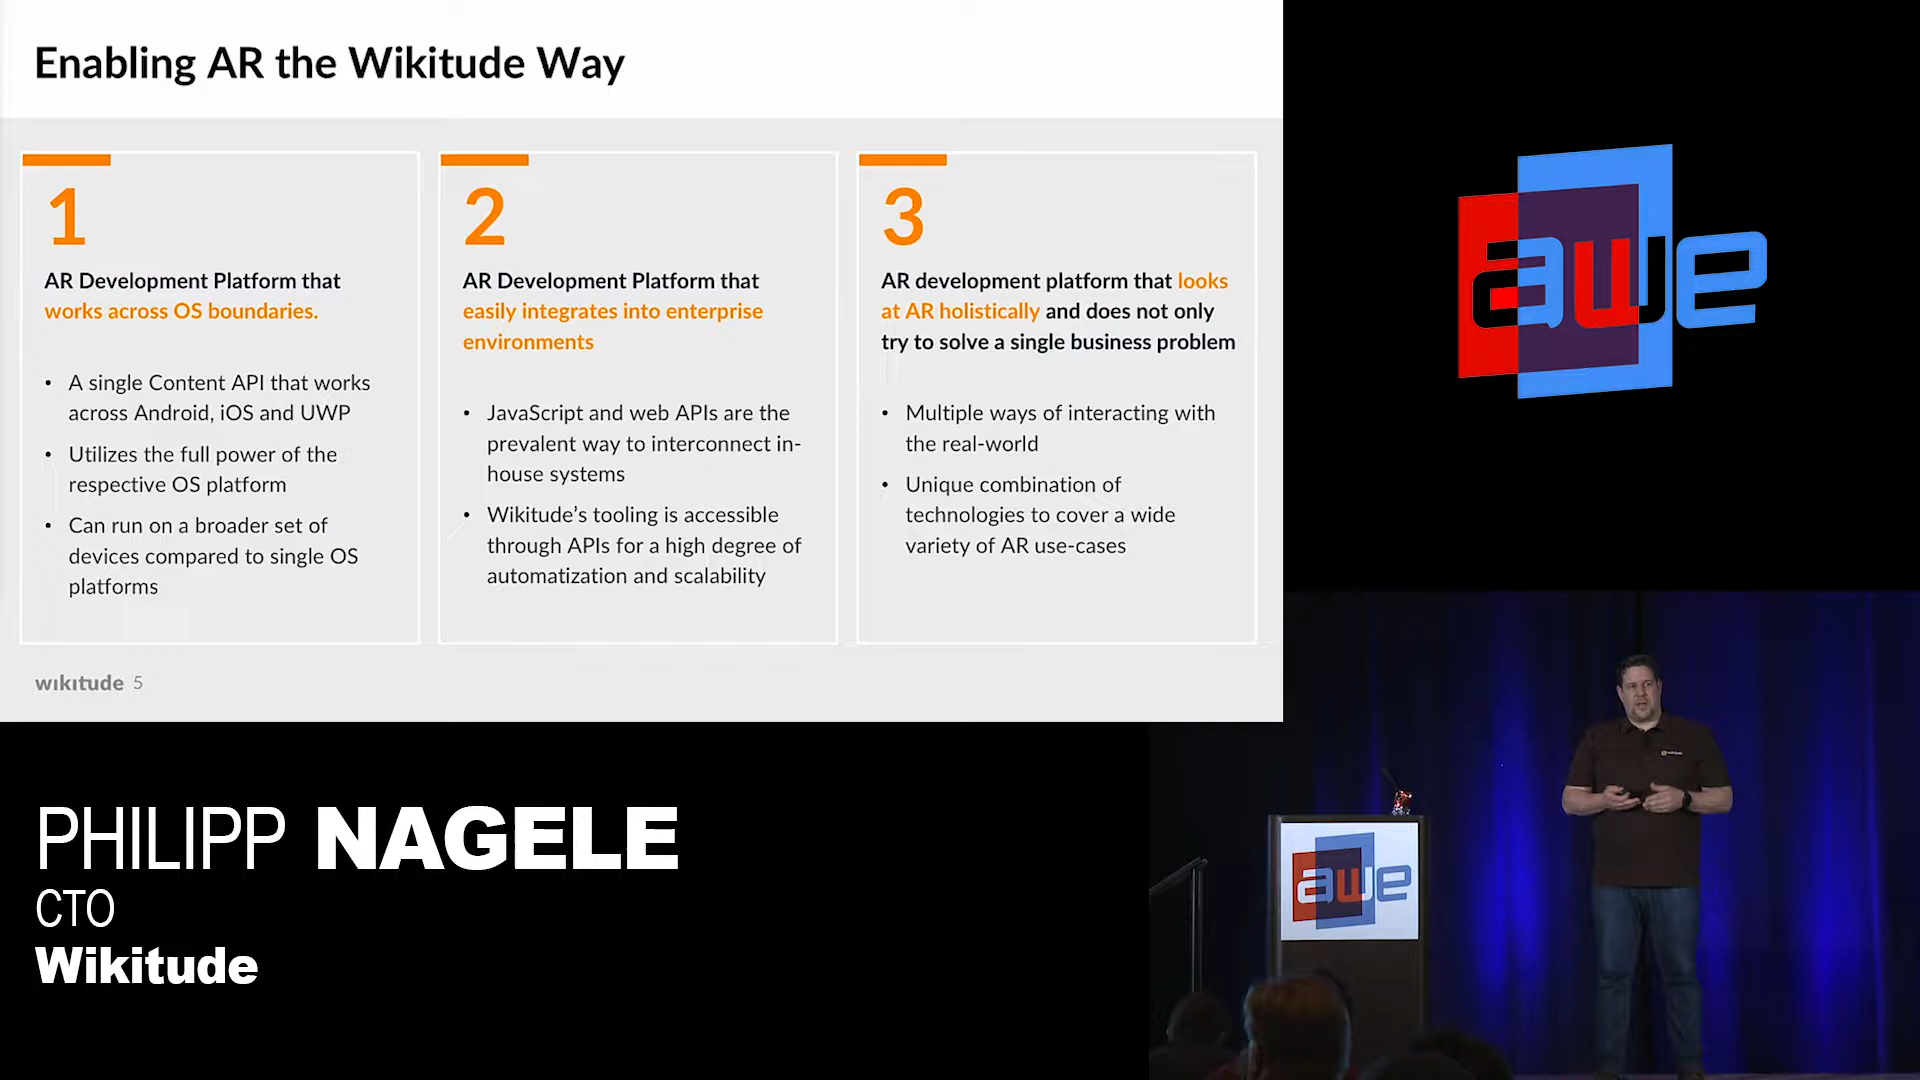 Enabling AR the Wikitude Way
1
AR Development Platform that
works across OS boundaries.
• A single Content API that works
across Android, iOS and UWP
• Utilizes the full power of the
respective OS platform
• Can run on a broader set of
devices compared to single OS
platforms
2
AR Development Platform that
easily integrates into enterprise
environments
• JavaScript and web APIs are the
prevalent way to interconnect in-
house systems
• Wikitude's tooling is accessible
through APIs for a high degree of
automatization and scalability
3
AR development platform that looks
at AR holistically and does not only
try to solve a single business problem
• Multiple ways of interacting with
the real-world
• Unique combination of
technologies to cover a wide
variety of AR use-cases
wikitude 5
awe
wikitude
awe
PHILIPP NAGELE
CTO
Wikitude